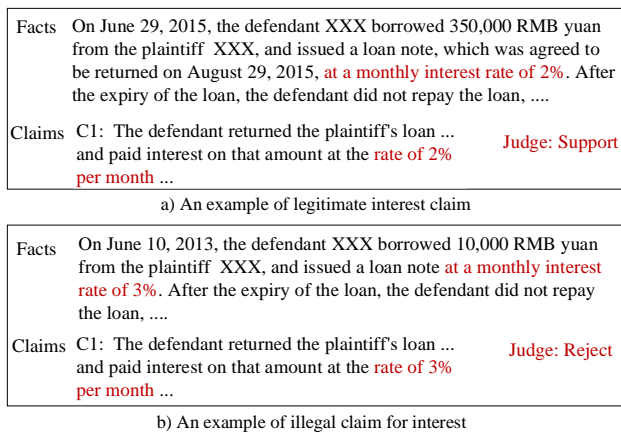 Facts On June 29, 2015, the defendant XXX borrowed 350,000 RMB yuan
from the plaintiff XXX, and issued a loan note, which was agreed to
be returned on August 29, 2015, at a monthly interest rate of 2%. After
the expiry of the loan, the defendant did not repay the loan, ....
Claims C1: The defendant returned the plaintiff's loan ...
and paid interest on that amount at the rate of 2%
per month ...
Judge: Support
a) An example of legitimate interest claim
Facts On June 10, 2013, the defendant XXX borrowed 10,000 RMB yuan
from the plaintiff XXX, and issued a loan note at a monthly interest
rate of 3%. After the expiry of the loan, the defendant did not repay
the loan, ....
Claims C1: The defendant returned the plaintiff's loan ...
and paid interest on that amount at the rate of 3%
per month ...
Judge: Reject
b) An example of illegal claim for interest